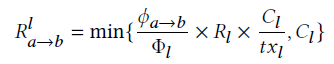 R^l_{a→b} = min{ϕ_{a→b}/Φ_l × R_l × C_l/tx_l, C_l}